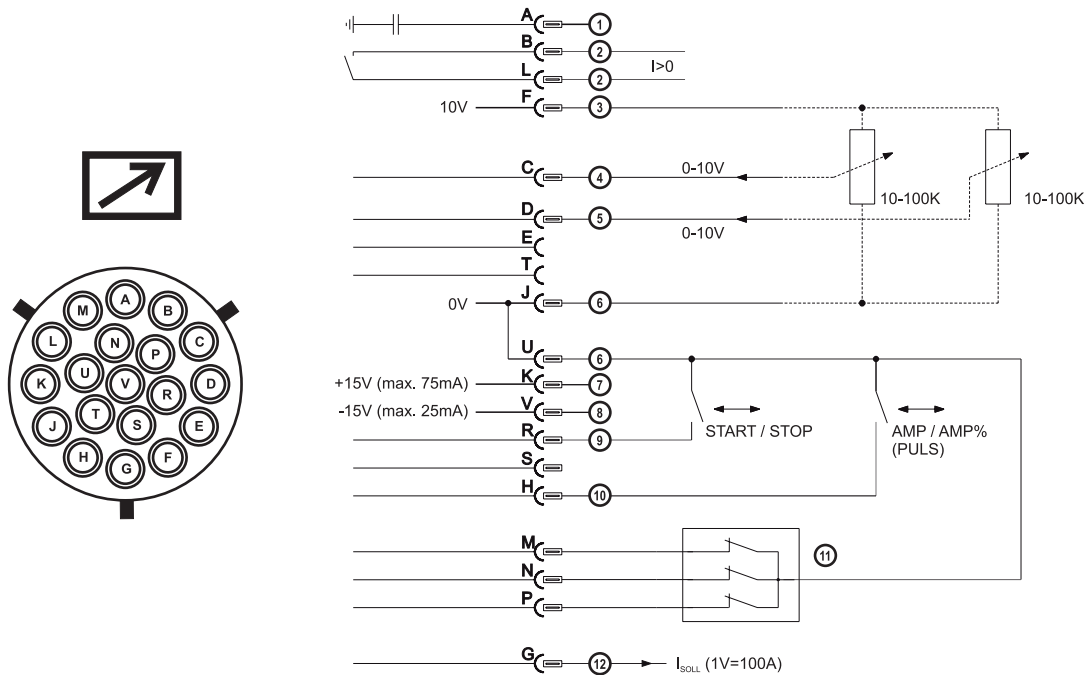 A 1
B 2
L 2
I>0
10V F 3
C 4 0-10V
10-100K 10-100K
D 5
0-10V
E
T
0V J 6
U 6
+15V (max. 75mA) K 7
-15V (max. 25mA) V 8
R 9
START / STOP
AMP / AMP%
(PULS)
S
H 10
M
11
N
P
G 12 ISOLL (1V=100A)
A
M B
L N P C
K U V D
R
J T S E
H G F